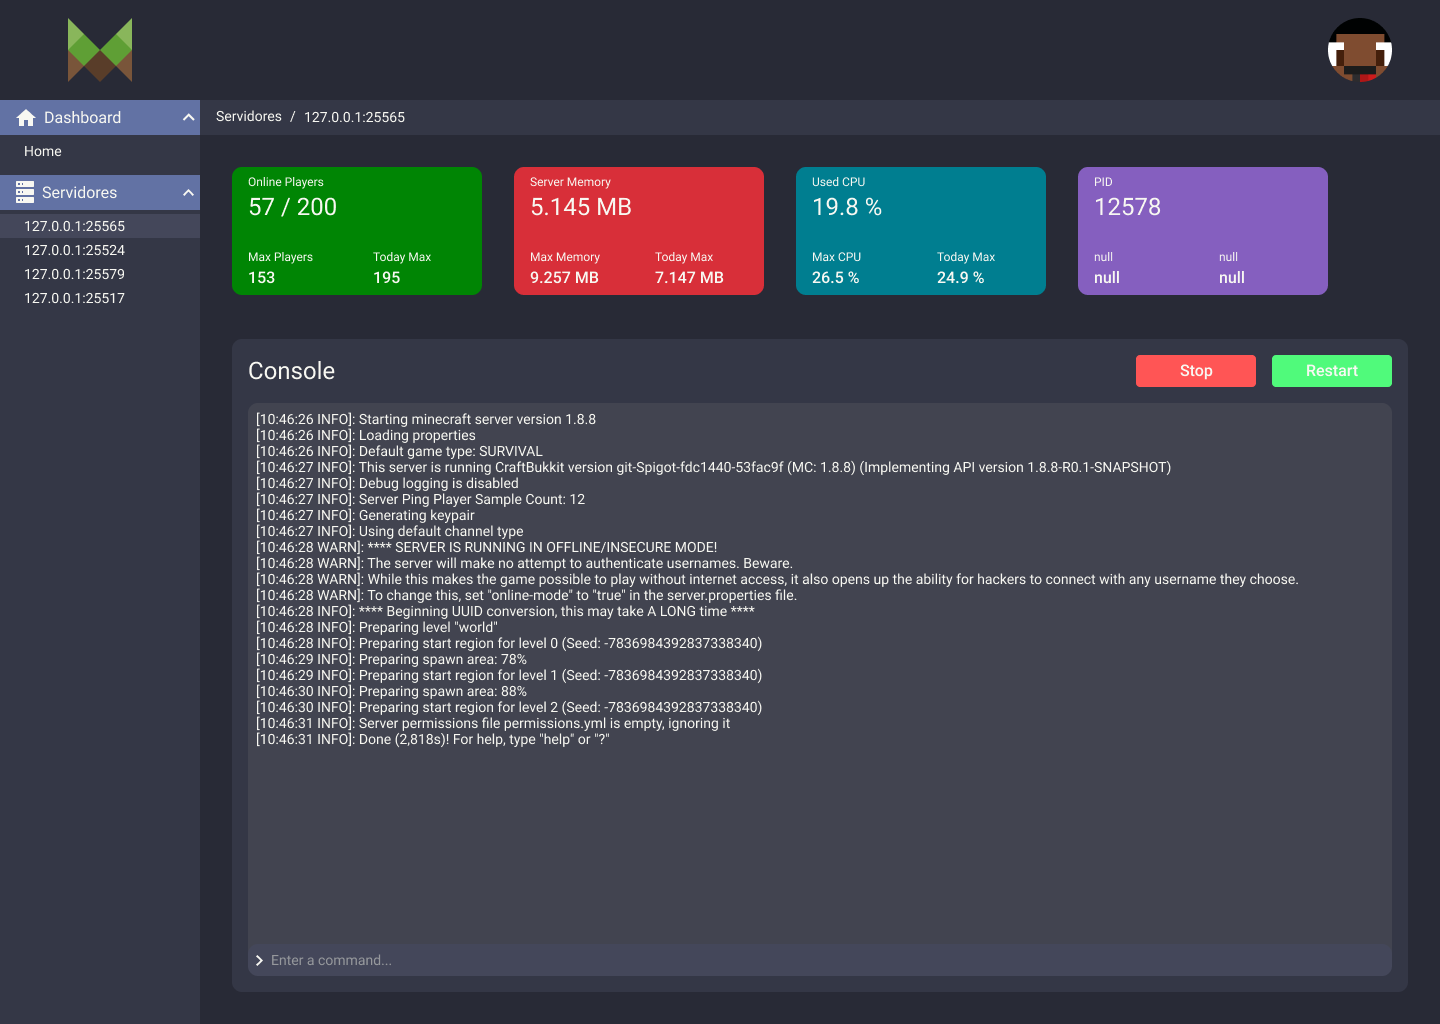 Dashboard
Home
Servidores
127.0.0.1:25565
127.0.0.1:25524
127.0.0.1:25579
127.0.0.1:25517
Servidores / 127.0.0.1:25565
Online Players
57 / 200
Max Players Today Max
153 195
Server Memory
5.145 MB
Max Memory Today Max
9.257 MB 7.147 MB
Used CPU
19.8 %
Max CPU Today Max
26.5 % 24.9 %
PID
12578
null null
null null
Console
Stop Restart
[10:46:26 INFO]: Starting minecraft server version 1.8.8
[10:46:26 INFO]: Loading properties
[10:46:26 INFO]: Default game type: SURVIVAL
[10:46:27 INFO]: This server is running CraftBukkit version git-Spigot-fdc1440-53fac9f (MC: 1.8.8) (Implementing API version 1.8.8-R0.1-SNAPSHOT)
[10:46:27 INFO]: Debug logging is disabled
[10:46:27 INFO]: Server Ping Player Sample Count: 12
[10:46:27 INFO]: Generating keypair
[10:46:27 INFO]: Using default channel type
[10:46:28 WARN]: **** SERVER IS RUNNING IN OFFLINE/INSECURE MODE!
[10:46:28 WARN]: The server will make no attempt to authenticate usernames. Beware.
[10:46:28 WARN]: While this makes the game possible to play without internet access, it also opens up the ability for hackers to connect with any username they choose.
[10:46:28 WARN]: To change this, set "online-mode" to "true" in the server.properties file.
[10:46:28 INFO]: **** Beginning UUID conversion, this may take A LONG time ****
[10:46:28 INFO]: Preparing level "world"
[10:46:28 INFO]: Preparing start region for level 0 (Seed: -7836984392837338340)
[10:46:29 INFO]: Preparing spawn area: 78%
[10:46:29 INFO]: Preparing start region for level 1 (Seed: -7836984392837338340)
[10:46:30 INFO]: Preparing spawn area: 88%
[10:46:30 INFO]: Preparing start region for level 2 (Seed: -7836984392837338340)
[10:46:31 INFO]: Server permissions file permissions.yml is empty, ignoring it
[10:46:31 INFO]: Done (2,818s)! For help, type "help" or "?"
Enter a command...